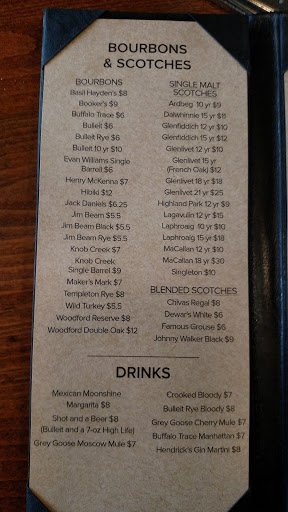 BOURBONS
& SCOTCHES
BOURBONS
Basil Hayden's $8
Booker's $9
Buffalo Trace $6
Bulleit $6
Bulleit Rye $6
Bulleit 10 yr $10
Evan Williams Single
Barrell $6
Henry McKenna $7
Hibiki $12
Jack Daniels $6.25
Jim Beam $5.5
Jim Beam Black $5.5
Jim Beam Rye $5.5
Knob Creek $7
Knob Creek
Single Barrel $9
Maker's Mark $7
Templeton Rye $8
Wild Turkey $5.5
Woodford Reserve $8
Woodford Double Oak $12
SINGLE MALT
SCOTCHES
Ardbeg 10 yr $9
Dalwhinnie 15 yr $11
Glenfiddich 12 yr $10
Glenfiddich 15 yr $12
Glenlivet 12 yr $10
Glenlivet 15 yr
(French Oak) $12
Glenlivet 18 yr $18
Glenlivet 21 yr $25
Highland Park 12 yr $9
Lagavulin 12 yr $15
Laphroaig 10 yr $10
Laphroaig 15 yr $18
MaCallan 12 yr $10
MaCallan 18 yr $30
Singleton $10
BLENDED SCOTCHES
Chivas Regal $8
Dewar's White $6
Famous Grouse $6
Johnny Walker Black $9
DRINKS
Mexican Moonshine
Margarita $8
Shot and a Beer $8
(Bulleit and a 7-oz High Life)
Grey Goose Moscow Mule $7
Crooked Bloody $7
Bulleit Rye Bloody $8
Grey Goose Cherry Mule $7
Buffalo Trace Manhattan $7
Hendrick's Gin Martini $8